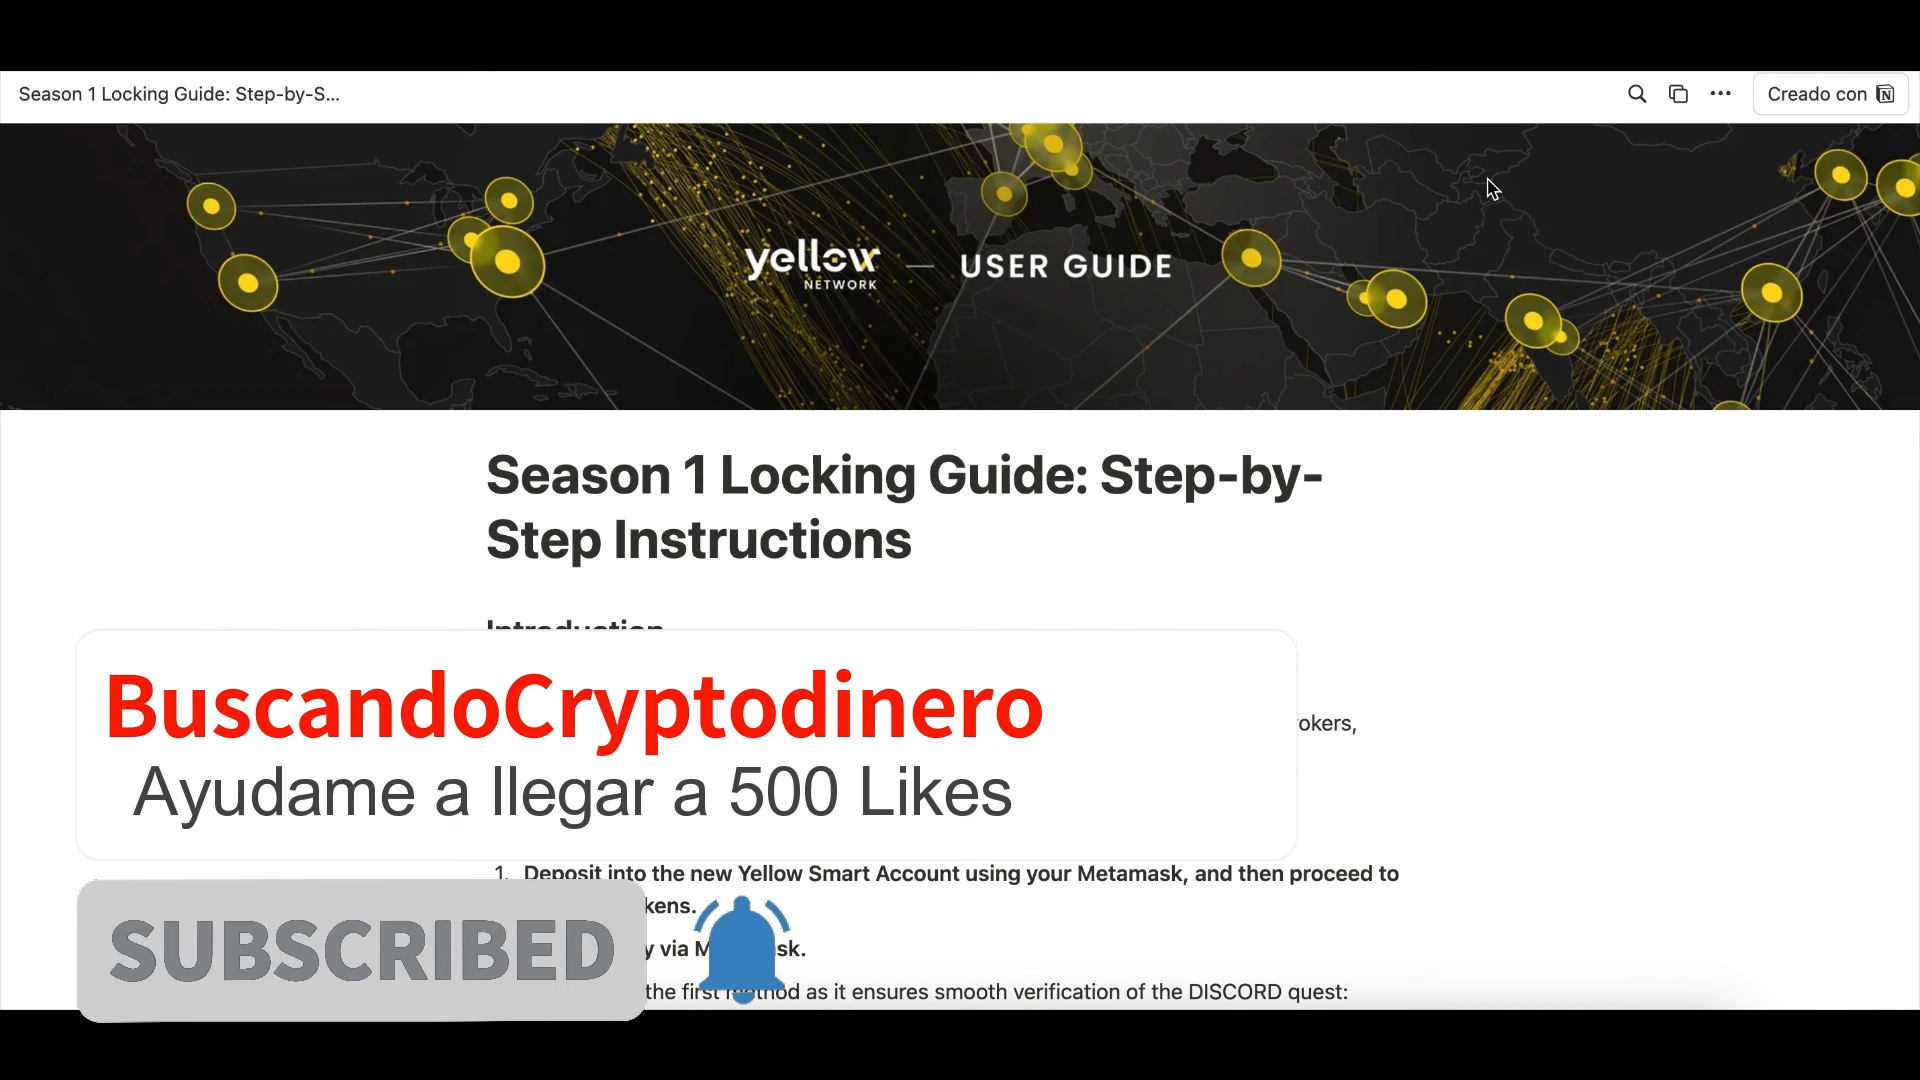 Season 1 Locking Guide: Step-by-S...
Creado con
yellow
NETWORK
— USER GUIDE
Season 1 Locking Guide: Step-by-
Step Instructions
Introduction
BuscandoCryptodinero
okers,
Ayudame a llegar a 500 Likes
1. Deposit into the new Yellow Smart Account using your Metamask, and then proceed to
kens.
SUBSCRIBED
y via M sk.
the first method as it ensures smooth verification of the DISCORD quest: